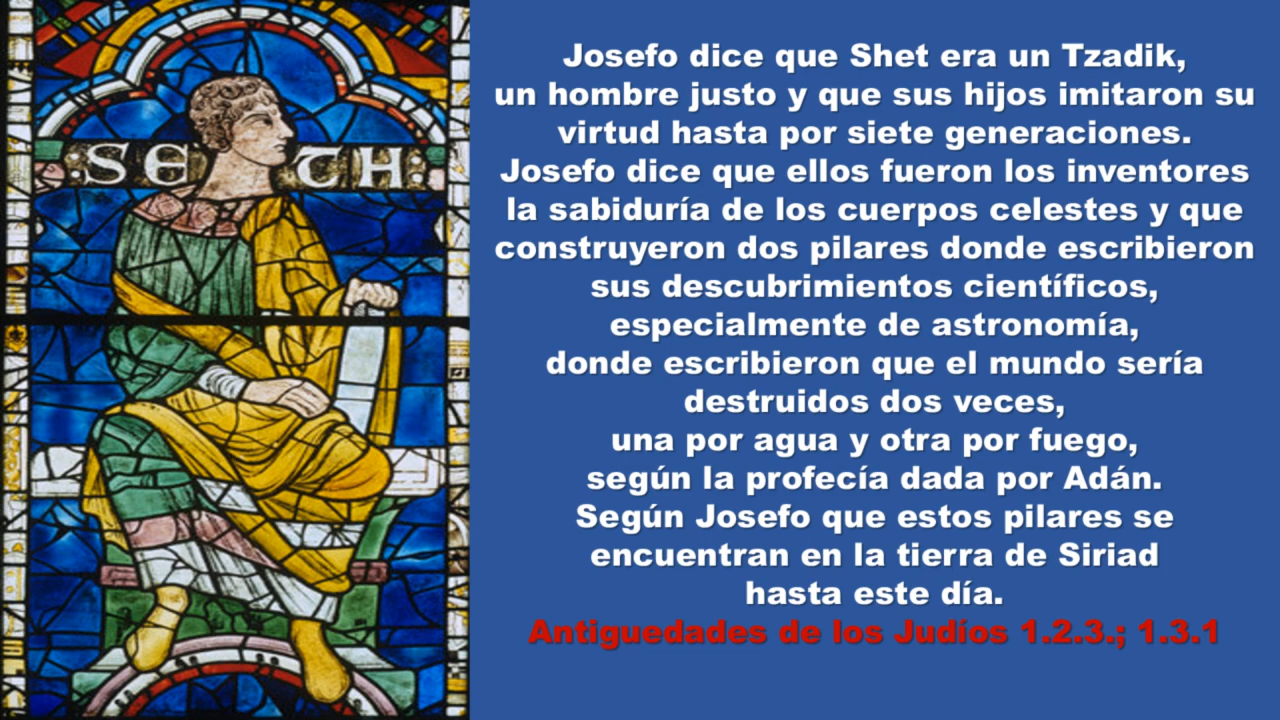 SETH:
Josefo dice que Shet era un Tzadik,
un hombre justo y que sus hijos imitaron su
virtud hasta por siete generaciones.
Josefo dice que ellos fueron los inventores
la sabiduría de los cuerpos celestes y que
construyeron dos pilares donde escribieron
sus descubrimientos científicos,
especialmente de astronomía,
donde escribieron que el mundo sería
destruidos dos veces,
una por agua y otra por fuego,
según la profecía dada por Adán.
Según Josefo que estos pilares se
encuentran en la tierra de Siriad
hasta este día.
Antiguedades de los Judíos 1.2.3.; 1.3.1